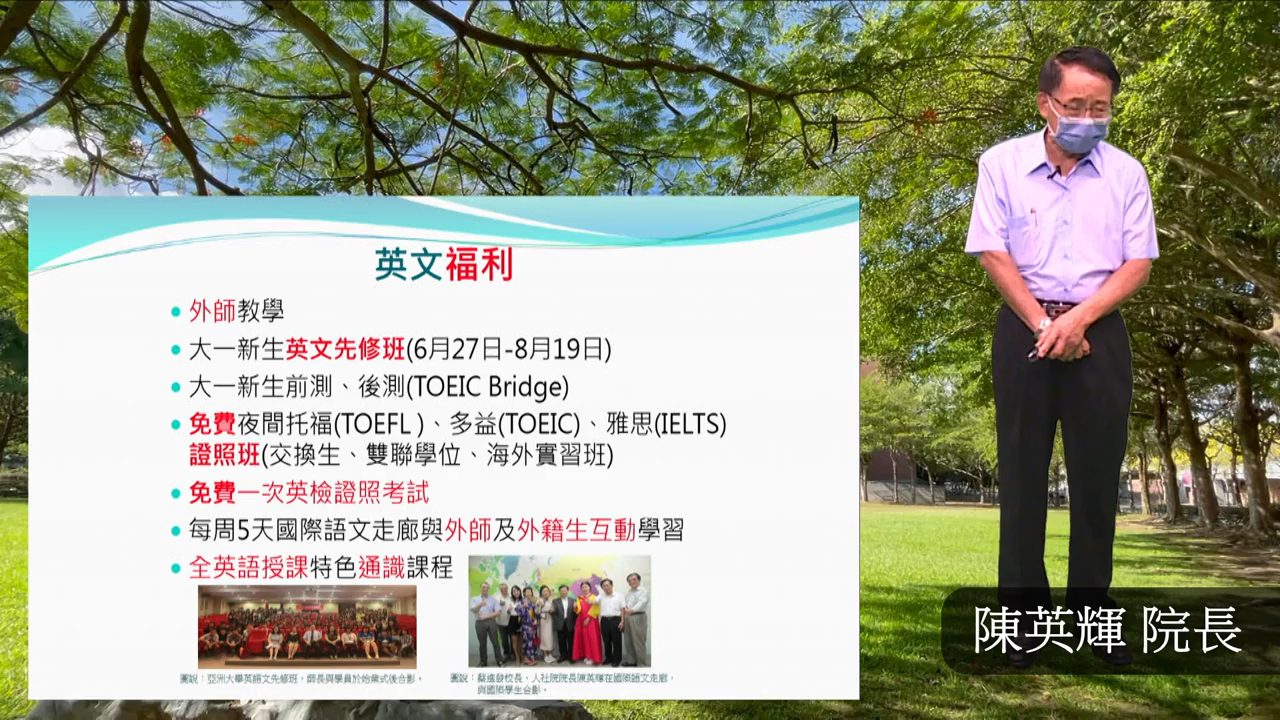 英文福利
外師教學
大一新生英文先修班(6月27日-8月19日)
大一新生前測、後測(TOEIC Bridge)
免費夜間托福(TOEFL )、多益(TOEIC)、雅思(IELTS)
證照班(交換生、雙聯學位、海外實習班)
免費一次英檢證照考試
每周5天國際語文走廊與外師及外籍生互動學習
全英語授課特色通識課程
圖說：亞洲大學英語文先修班，師長與學員於始業式後合影。
圖說：蔡進發校長、人社院院長陳英輝在國際語文走廊，
與國際學生合影。
陳英輝 院長